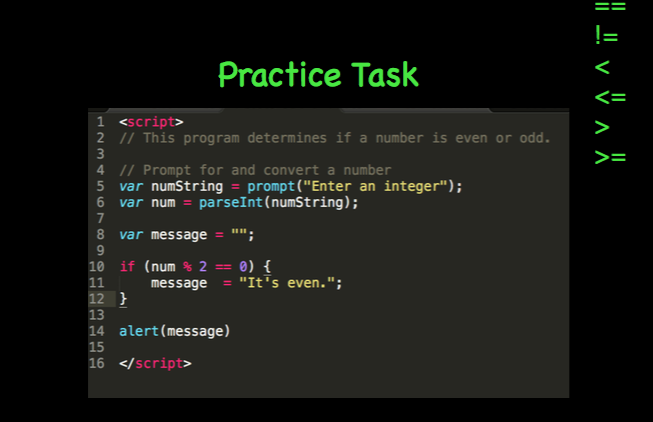 Practice Task
1 <script>
2 // This program determines if a number is even or odd.
3
4 // Prompt for and convert a number
5 var numString = prompt("Enter an integer");
6 var num = parseInt(numString);
7
8 var message = "";
9
10 if (num % 2 == 0) {
11     message  = "It's even.";
12 }
13
14 alert(message)
15
16 </script>
==
!=
<
<=
>
>=